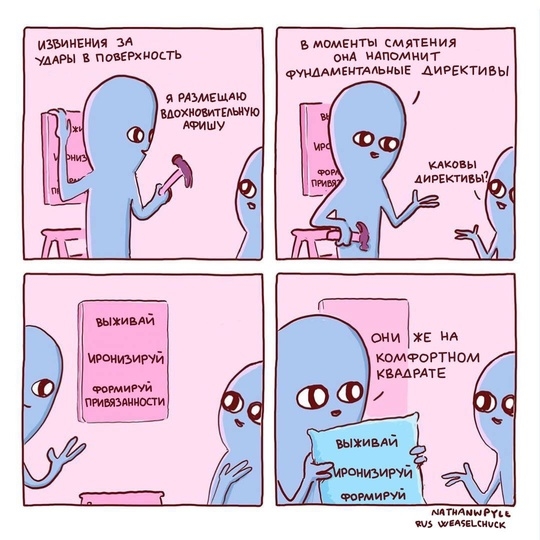 ИЗВИНЕНИЯ ЗА
УДАРЫ В ПОВЕРХНОСТЬ
Я РАЗМЕЩАЮ
ВДОХНОВИТЕЛЬНУЮ
АФИШУ
В МОМЕНТЫ СМЯТЕНИЯ
ОНА НАПОМНИТ
ФУНДАМЕНТАЛЬНЫЕ ДИРЕКТИВЫ
КАКОВЫ
ДИРЕКТИВЫ?
ВЫЖИВАЙ
ИРОНИЗИРУЙ
ФОРМИРУЙ
ПРИВЯЗАННОСТИ
ОНИ ЖЕ НА
КОМФОРТНОМ
КВАДРАТЕ
ВЫЖИВАЙ
ИРОНИЗИРУЙ
ФОРМИРУЙ
NATHANWPYLE
RUS WEASELCHUCK